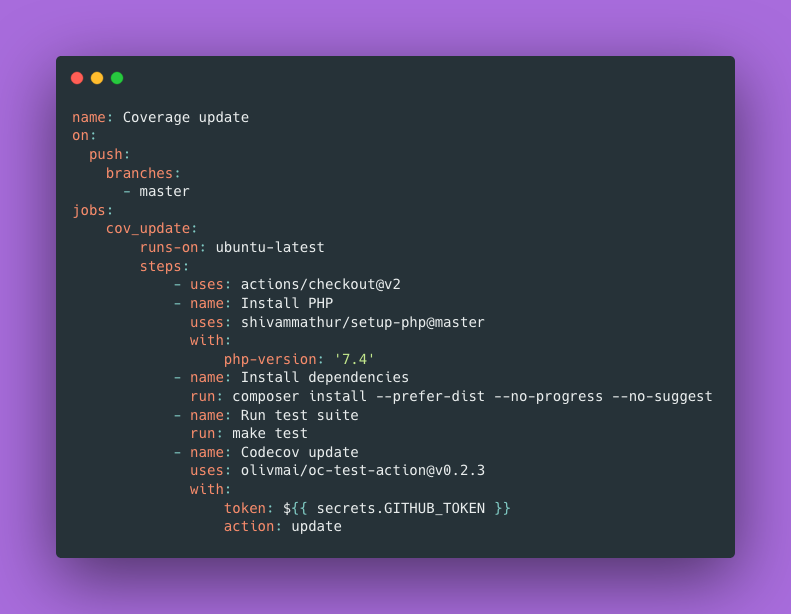 name: Coverage update
on:
  push:
    branches:
      - master
jobs:
    cov_update:
        runs-on: ubuntu-latest
        steps:
            - uses: actions/checkout@v2
            - name: Install PHP
              uses: shivammathur/setup-php@master
              with:
                  php-version: '7.4'
            - name: Install dependencies
              run: composer install --prefer-dist --no-progress --no-suggest
            - name: Run test suite
              run: make test
            - name: Codecov update
              uses: olivmai/oc-test-action@v0.2.3
              with:
                  token: ${{ secrets.GITHUB_TOKEN }}
                  action: update